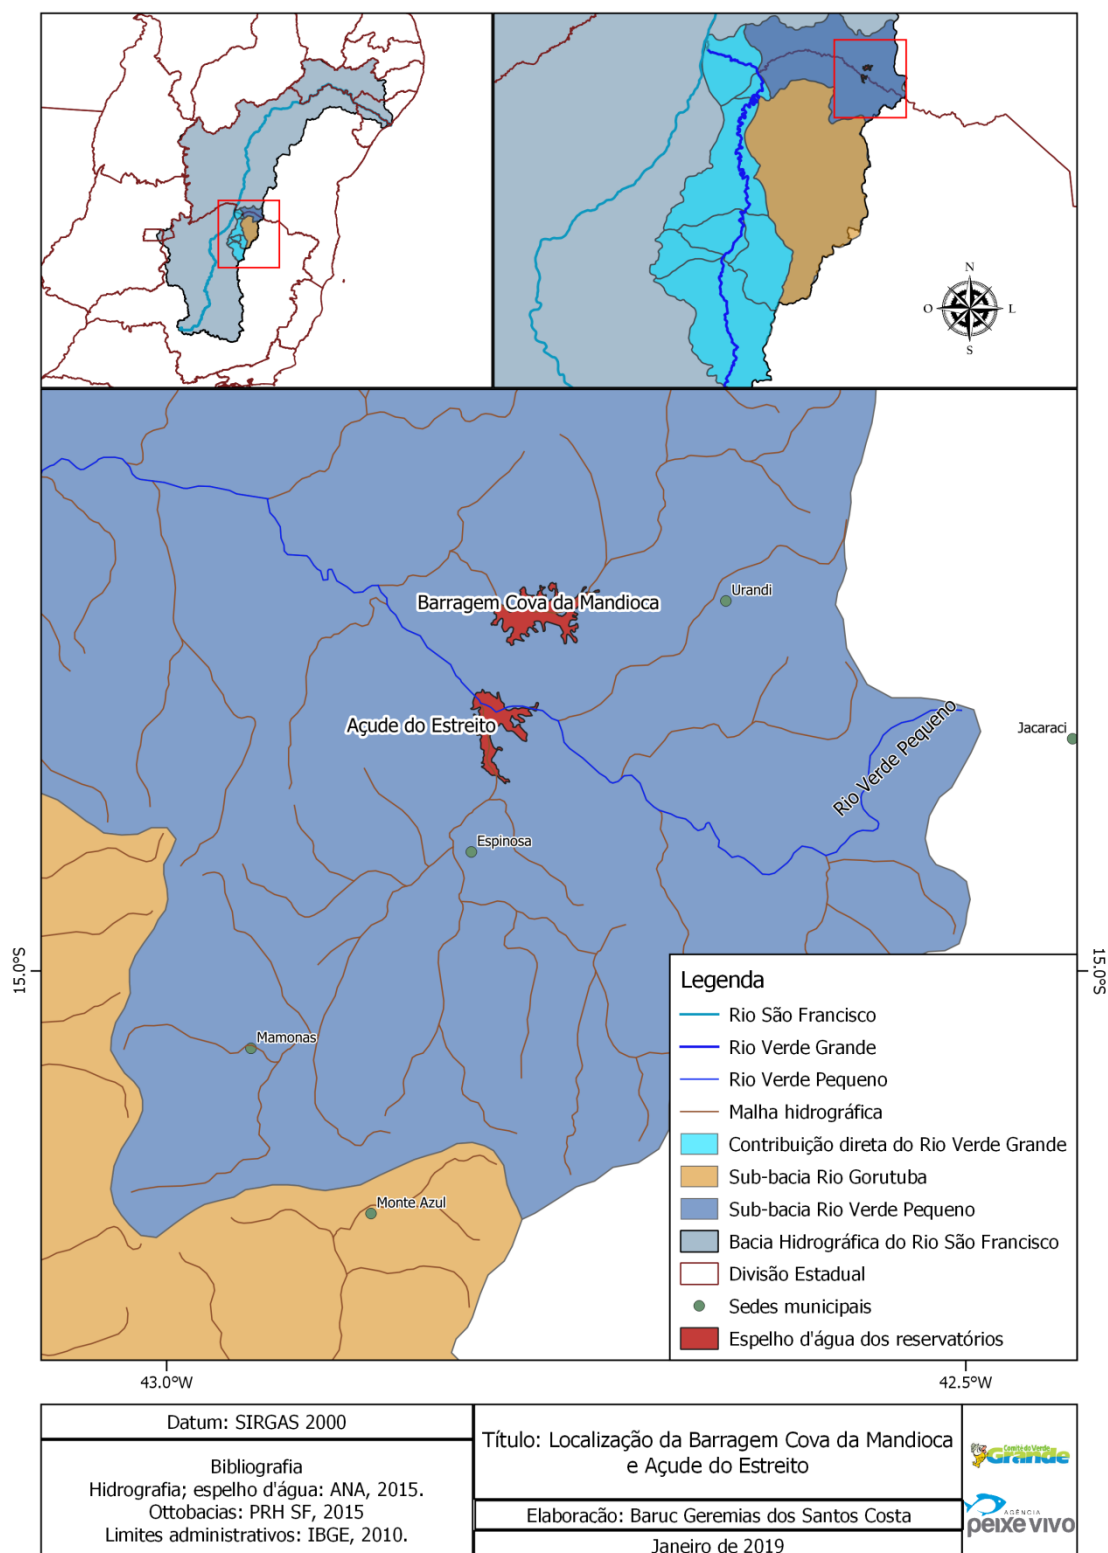 N
O
L
S
Barragem Cova da Mandioca
Urandi
Açude do Estreito
Rio Verde Pequeno
Jacaraci
Espinosa
15.0°S
15.0°S
Mamonas
Monte Azul
Legenda
Rio São Francisco
Rio Verde Grande
Rio Verde Pequeno
Malha hidrográfica
Contribuição direta do Rio Verde Grande
Sub-bacia Rio Gorutuba
Sub-bacia Rio Verde Pequeno
Bacia Hidrográfica do Rio São Francisco
Divisão Estadual
Sedes municipais
Espelho d'água dos reservatórios
43.0°W
42.5°W
Datum: SIRGAS 2000
Bibliografia
Hidrografia; espelho d'água: ANA, 2015.
Ottobacias: PRH SF, 2015
Limites administrativos: IBGE, 2010.
Título: Localização da Barragem Cova da Mandioca
e Açude do Estreito
Elaboração: Baruc Geremias dos Santos Costa
Janeiro de 2019
Comitê do Verde
Grande
AGÊNCIA
peixe vivo